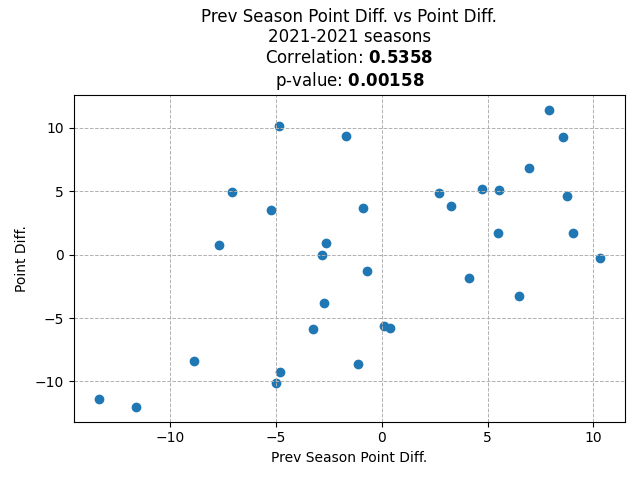 Prev Season Point Diff. vs Point Diff.
2021-2021 seasons
Correlation: 0.5358
p-value: 0.00158
10
5
0
−5
−10
Point Diff.
−10
−5
0
5
10
Prev Season Point Diff.